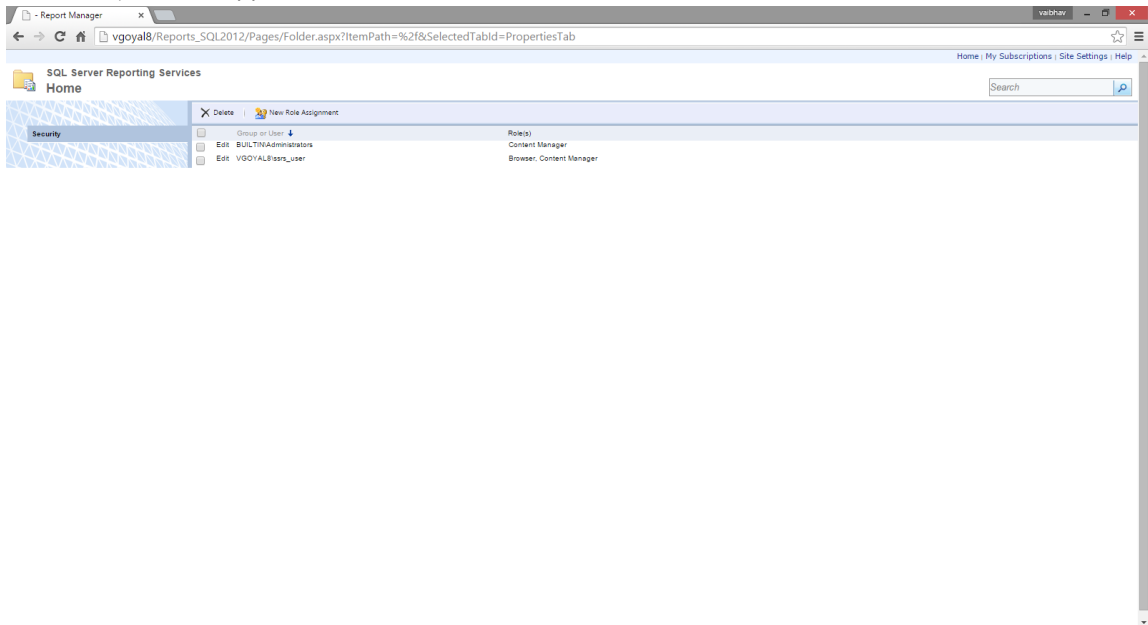 - Report Manager
vaibhav
vgoyal8/Reports_SQL2012/Pages/Folder.aspx?ItemPath=%2f&SelectedTabId=PropertiesTab
Home | My Subscriptions | Site Settings | Help
SQL Server Reporting Services
Home
Search
Delete | New Role Assignment
Security
Group or User Role(s)
Edit BUILTIN\Administrators Content Manager
Edit VGOYAL8\ssrs_user Browser, Content Manager